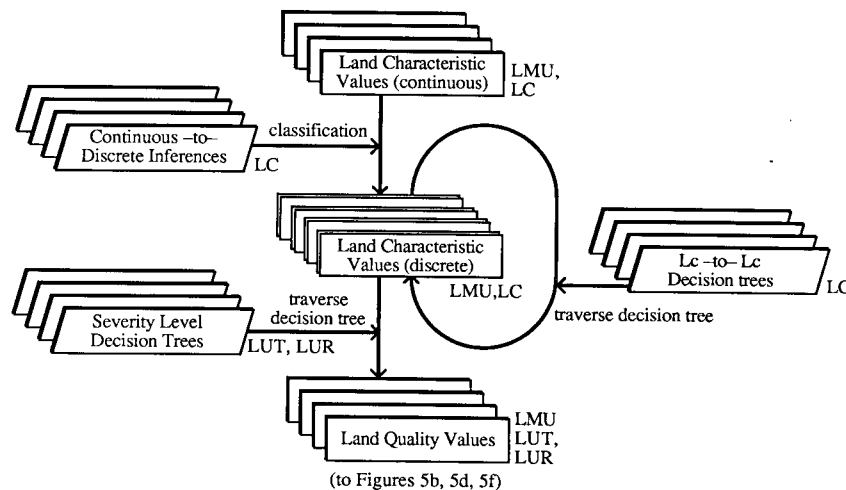 Land Characteristic
Values (continuous)
LMU,
LC
Continuous –to–
Discrete Inferences
LC
classification
Land Characteristic
Values (discrete)
LMU,LC
Lc –to– Lc
Decision trees
LC
traverse decision tree
Severity Level
Decision Trees
LUT, LUR
traverse
decision tree
Land Quality Values
LMU
LUT,
LUR
(to Figures 5b, 5d, 5f)